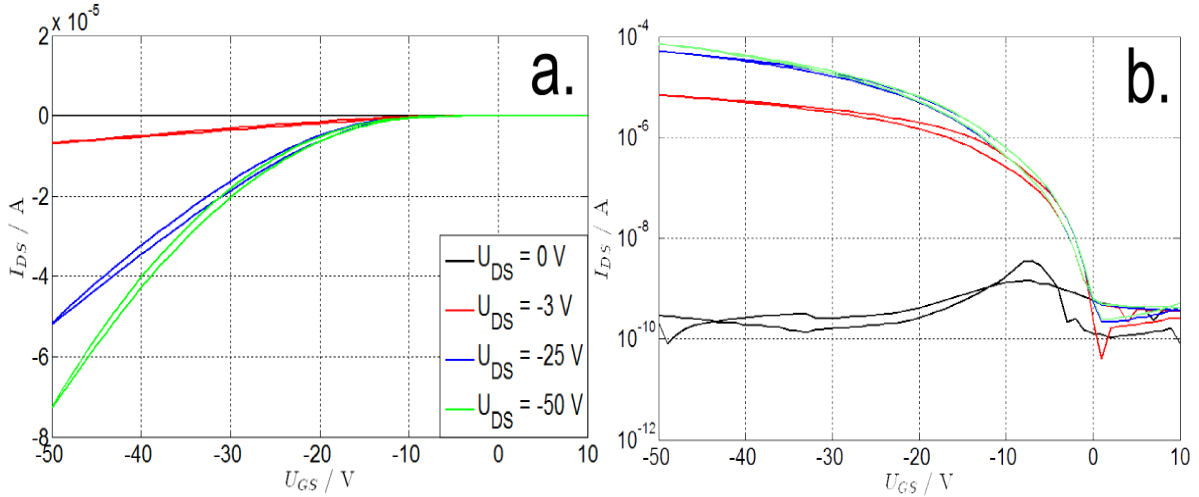 2 x 10^-5
0
-2
-4
-6
-8
-50 -40 -30 -20 -10 0 10
I_DS / A
U_GS / V
a.
U_DS = 0 V
U_DS = -3 V
U_DS = -25 V
U_DS = -50 V
10^-4
10^-6
10^-8
10^-10
10^-12
-50 -40 -30 -20 -10 0 10
I_DS / A
U_GS / V
b.